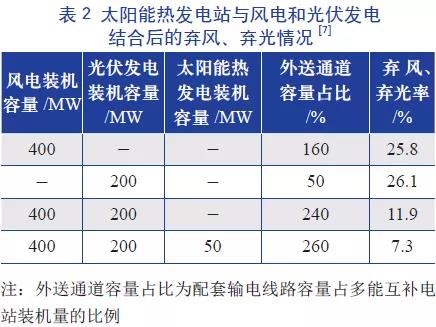 表 2  太阳能热发电站与风电和光伏发电
结合后的弃风、弃光情况 [7]
风电装机容量 /MW	光伏发电装机容量 /MW	太阳能热发电装机容量 /MW	外送通道容量占比 /%	弃 风、弃光率 /%
400	–	–	160	25.8
–	200	–	50	26.1
400	200	–	240	11.9
400	200	50	260	7.3
注：外送通道容量占比为配套输电线路容量占多能互补电
站装机量的比例